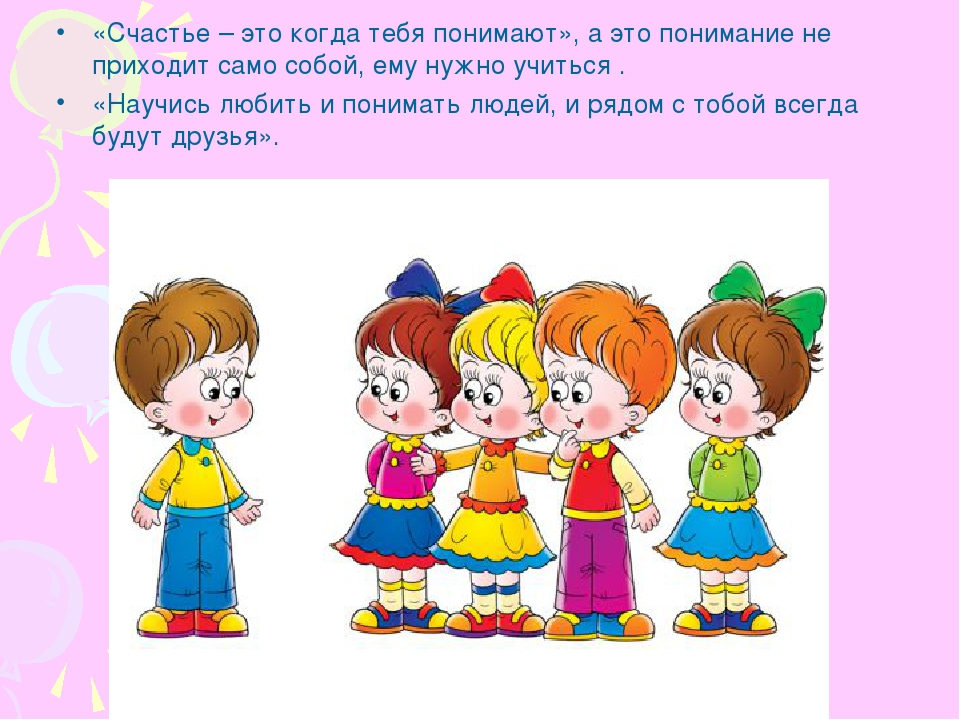 • «Счастье – это когда тебя понимают», а это понимание не
приходит само собой, ему нужно учиться .
• «Научись любить и понимать людей, и рядом с тобой всегда
будут друзья».